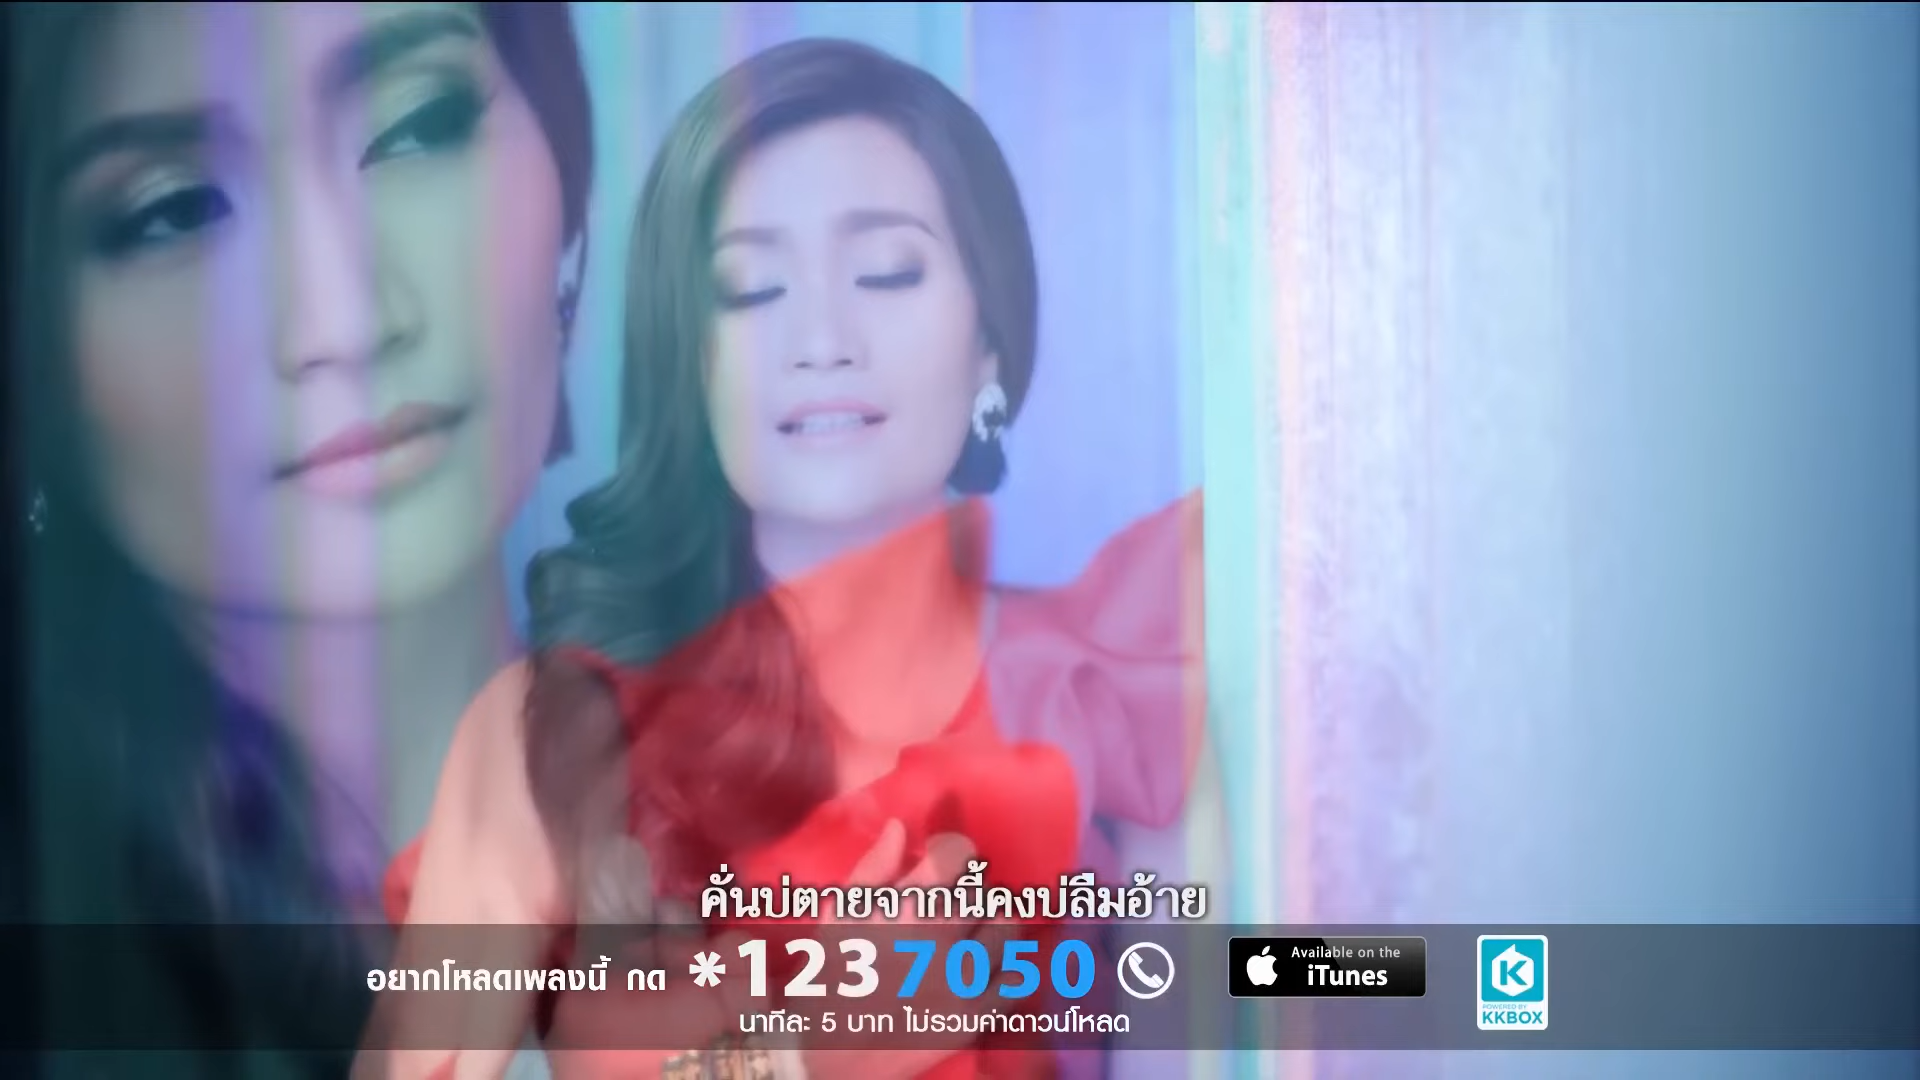 คั่นบ่ตายจากนี้คงบ่ลืมอ้าย
อยากโหลดเพลงนี้ กด *1237050
นาทีละ 5 บาท ไม่รวมค่าดาวน์โหลด
Available on the
iTunes
POWERED BY
KKBOX